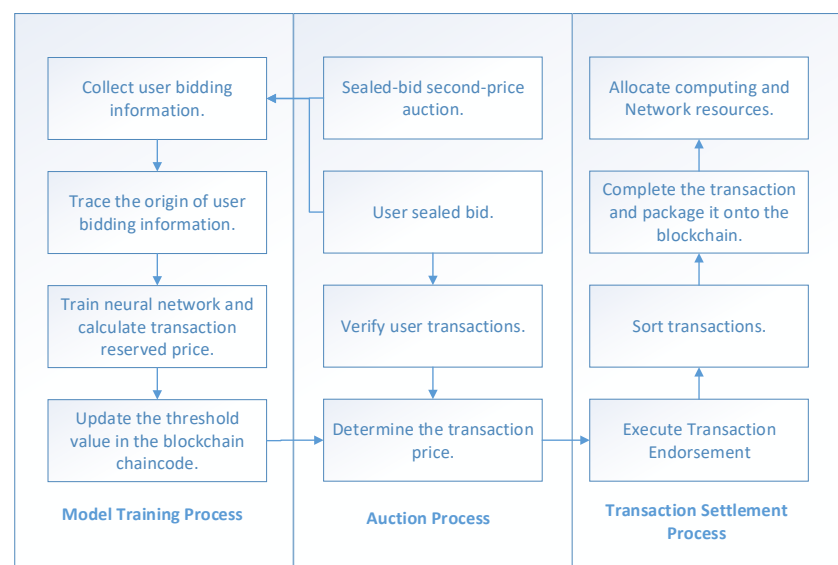 Collect user bidding
information.
Trace the origin of user
bidding information.
Train neural network and
calculate transaction
reserved price.
Update the threshold
value in the blockchain
chaincode.
Model Training Process
Sealed-bid second-price
auction.
User sealed bid.
Verify user transactions.
Determine the transaction
price.
Auction Process
Allocate computing and
Network resources.
Complete the transaction
and package it onto the
blockchain.
Sort transactions.
Execute Transaction
Endorsement
Transaction Settlement
Process